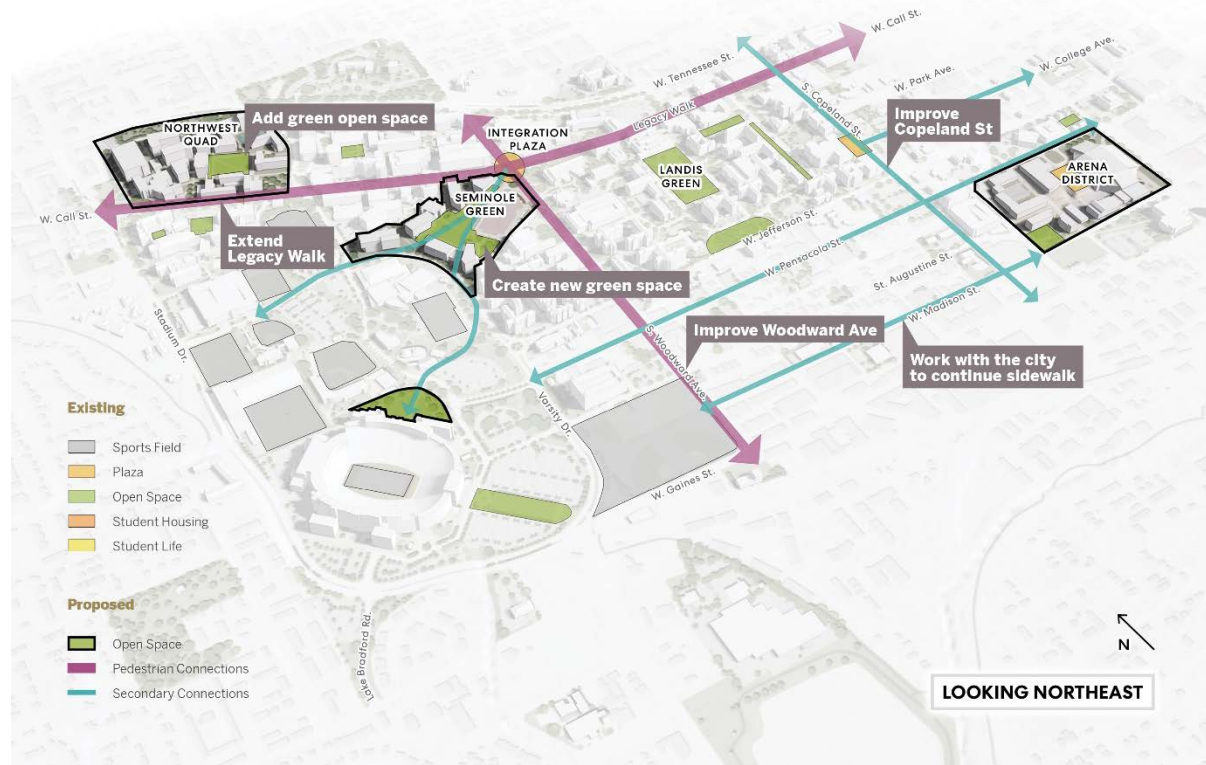 W. Call St.
W. Tennessee St.
W. College Ave.
W. Park Ave.
S. Copeland St.
Legacy Walk
Improve
Copeland St
NORTHWEST
QUAD
Add green open space
INTEGRATION
PLAZA
LANDIS
GREEN
ARENA
DISTRICT
SEMINOLE
GREEN
W. Call St.
Extend
Legacy Walk
W. Jefferson St.
W. Pensacola St.
St. Augustine St.
W. Madison St.
Create new green space
Improve Woodward Ave
S. Woodward Ave.
Work with the city
to continue sidewalk
Stadium Dr.
Varsity Dr.
W. Gaines St.
Lake Bradford Rd.
Existing
Sports Field
Plaza
Open Space
Student Housing
Student Life
Proposed
Open Space
Pedestrian Connections
Secondary Connections
N
LOOKING NORTHEAST